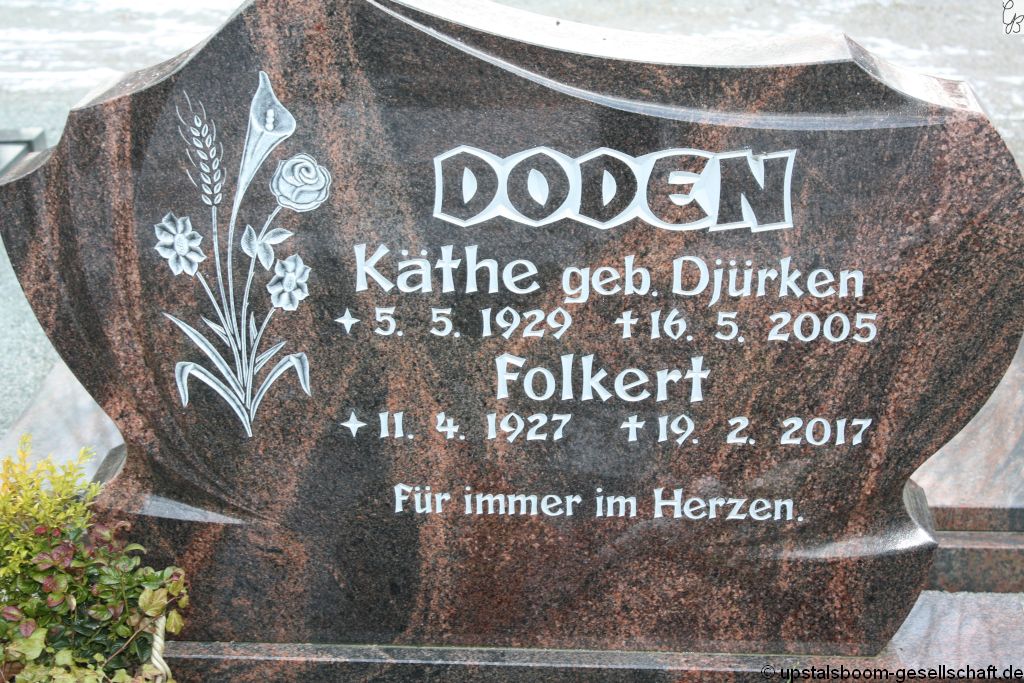 DODEN
Käthe geb. Djürken
✦ 5. 5. 1929 † 16. 5. 2005
Folkert
✦ 11. 4. 1927 † 19. 2. 2017
Für immer im Herzen.
© upstalsboom-gesellschaft.de